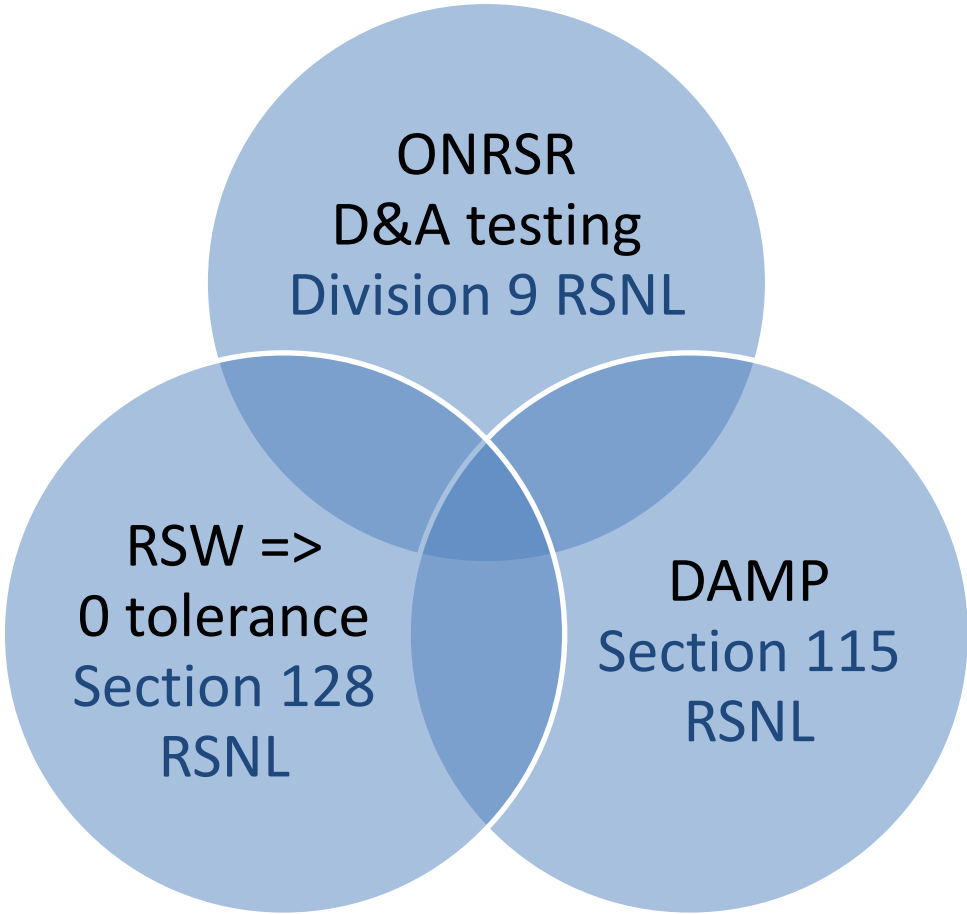 ONRSR
D&A testing
Division 9 RSNL
RSW =>
0 tolerance
Section 128
RSNL
DAMP
Section 115
RSNL